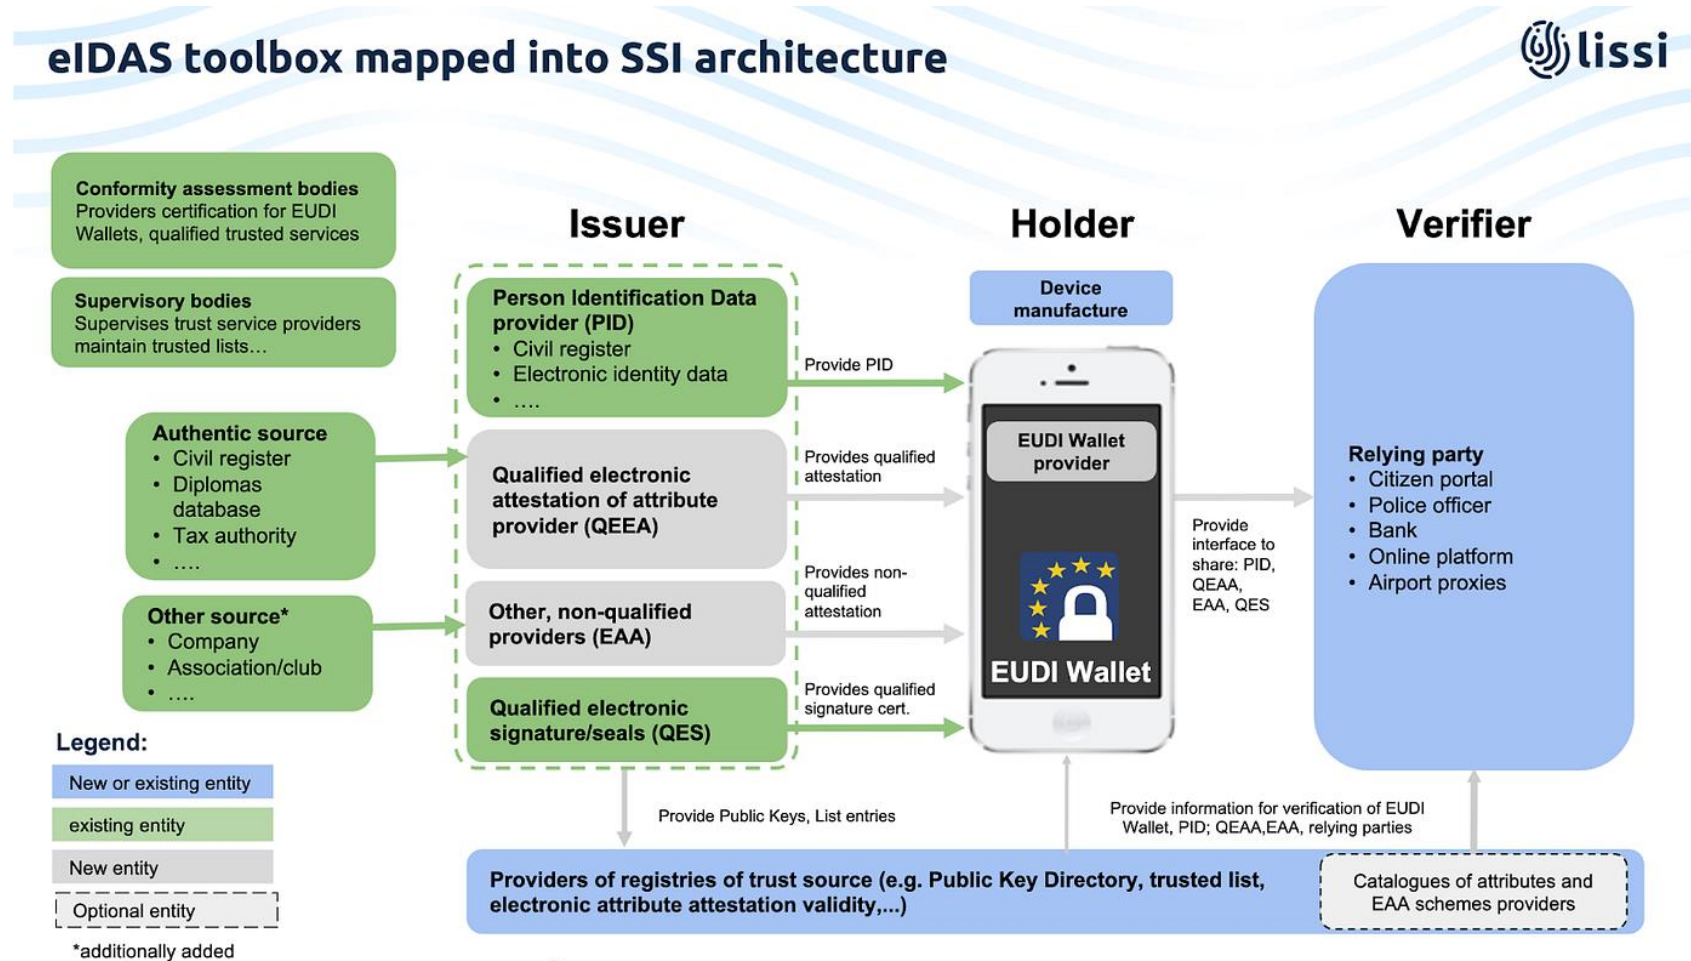 eIDAS toolbox mapped into SSI architecture
lissi
Conformity assessment bodies
Providers certification for EUDI
Wallets, qualified trusted services
Supervisory bodies
Supervises trust service providers
maintain trusted lists…
Authentic source
• Civil register
• Diplomas
database
• Tax authority
• ....
Other source*
• Company
• Association/club
• ....
Legend:
New or existing entity
existing entity
New entity
Optional entity
*additionally added
Issuer
Person Identification Data
provider (PID)
• Civil register
• Electronic identity data
• ....
Qualified electronic
attestation of attribute
provider (QEEA)
Other, non-qualified
providers (EAA)
Qualified electronic
signature/seals (QES)
Provide PID
Provides qualified
attestation
Provides non-
qualified
attestation
Provides qualified
signature cert.
Holder
Device
manufacture
EUDI Wallet
provider
EUDI Wallet
Provide
interface to
share: PID,
QEAA,
EAA, QES
Verifier
Relying party
• Citizen portal
• Police officer
• Bank
• Online platform
• Airport proxies
Provide Public Keys, List entries
Provide information for verification of EUDI
Wallet, PID; QEAA,EAA, relying parties
Providers of registries of trust source (e.g. Public Key Directory, trusted list,
electronic attribute attestation validity,...)
Catalogues of attributes and
EAA schemes providers